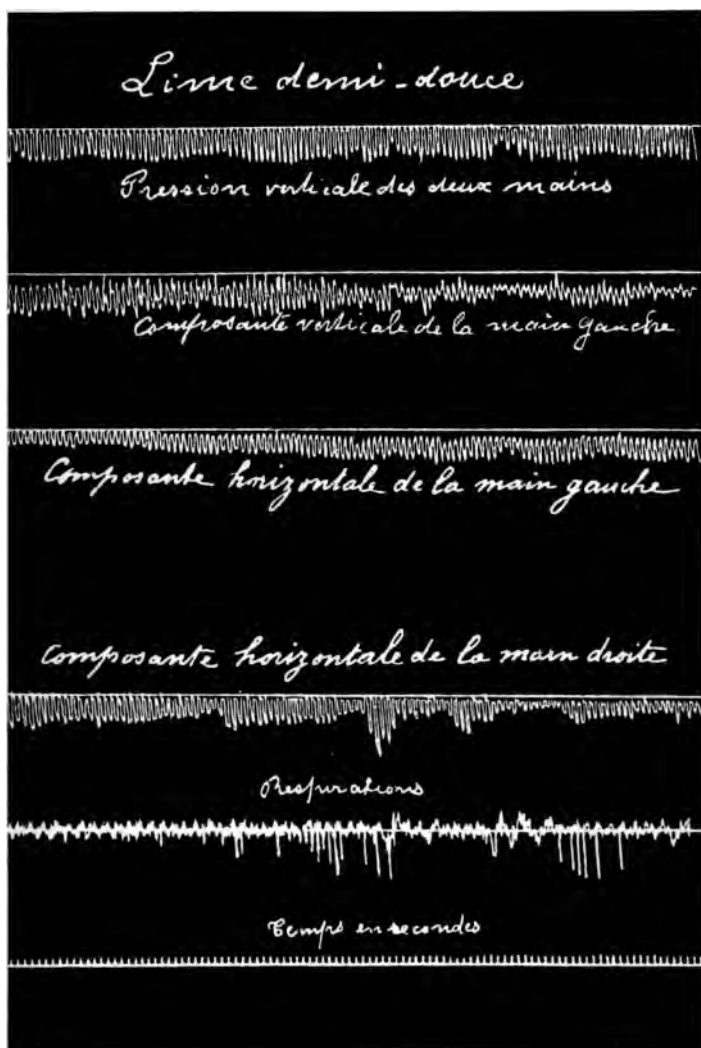 Lime demi-douce
Pression verticale des deux mains
Composante verticale de la main gauche
Composante horizontale de la main gauche
Composante horizontale de la main droite
Respirations
Temps en secondes